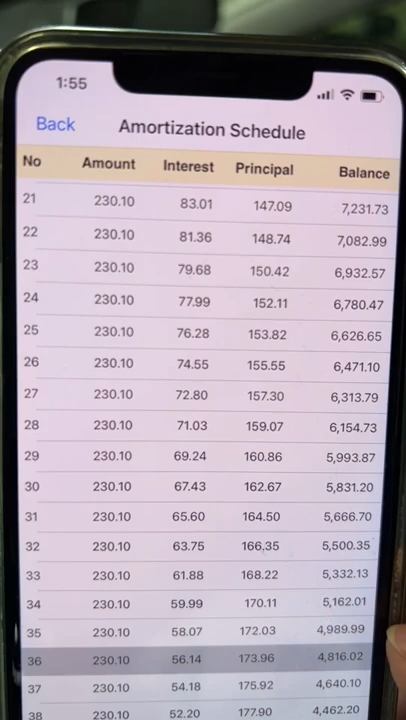 1:55
Back Amortization Schedule
No Amount Interest Principal Balance
21 230.10 83.01 147.09 7,231.73
22 230.10 81.36 148.74 7,082.99
23 230.10 79.68 150.42 6,932.57
24 230.10 77.99 152.11 6,780.47
25 230.10 76.28 153.82 6,626.65
26 230.10 74.55 155.55 6,471.10
27 230.10 72.80 157.30 6,313.79
28 230.10 71.03 159.07 6,154.73
29 230.10 69.24 160.86 5,993.87
30 230.10 67.43 162.67 5,831.20
31 230.10 65.60 164.50 5,666.70
32 230.10 63.75 166.35 5,500.35
33 230.10 61.88 168.22 5,332.13
34 230.10 59.99 170.11 5,162.01
35 230.10 58.07 172.03 4,989.99
36 230.10 56.14 173.96 4,816.02
37 230.10 54.18 175.92 4,640.10
38 230.10 52.20 177.90 4,462.20